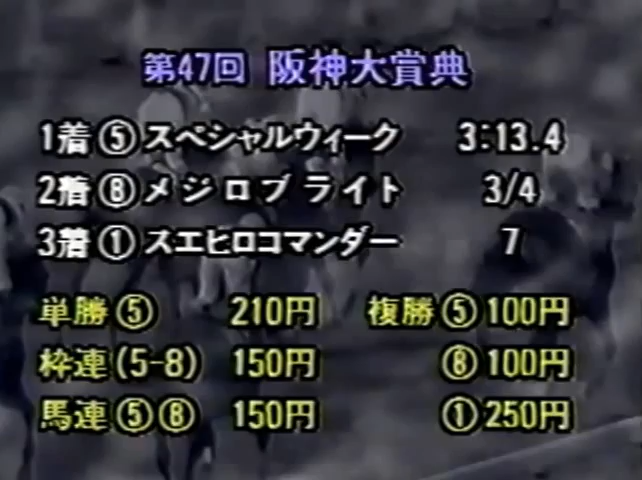 第47回 阪神大賞典
1着⑤スペシャルウィーク 3:13.4
2着⑧メジロブライト 3/4
3着①スエヒロコマンダー 7
単勝⑤ 210円 複勝⑤100円
枠連(5-8) 150円 ⑧100円
馬連⑤⑧ 150円 ①250円